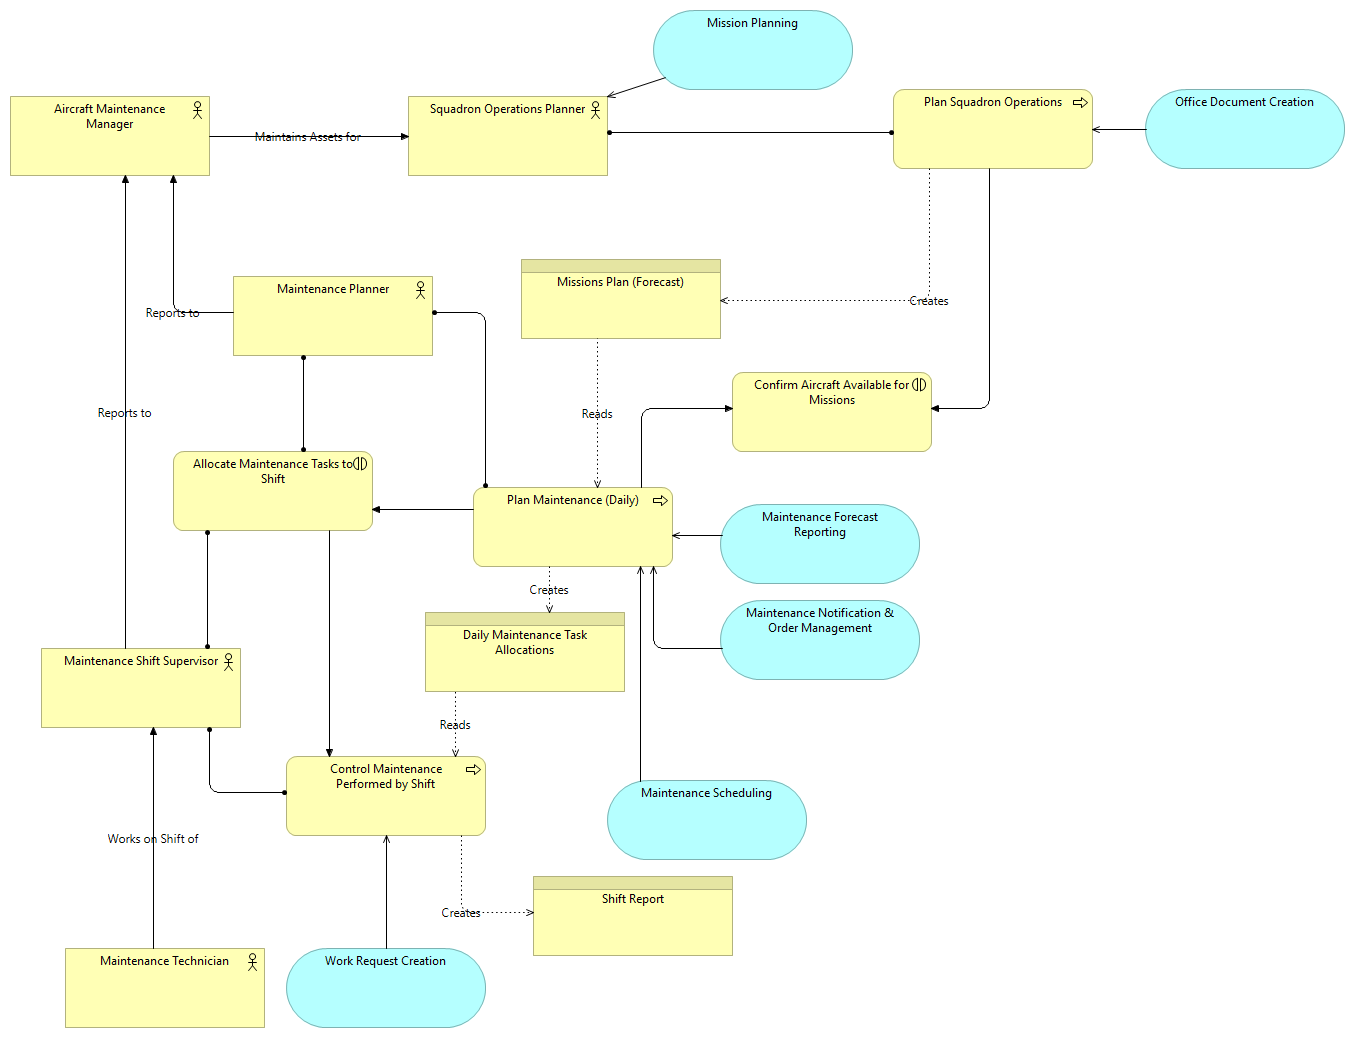 Mission Planning
Aircraft Maintenance
Manager
Maintains Assets for
Squadron Operations Planner
Plan Squadron Operations
Office Document Creation
Maintenance Planner
Reports to
Missions Plan (Forecast)
Creates
Reads
Confirm Aircraft Available for
Missions
Reports to
Allocate Maintenance Tasks to
Shift
Plan Maintenance (Daily)
Maintenance Forecast
Reporting
Creates
Maintenance Notification &
Order Management
Daily Maintenance Task
Allocations
Maintenance Shift Supervisor
Reads
Control Maintenance
Performed by Shift
Maintenance Scheduling
Works on Shift of
Shift Report
Creates
Maintenance Technician
Work Request Creation